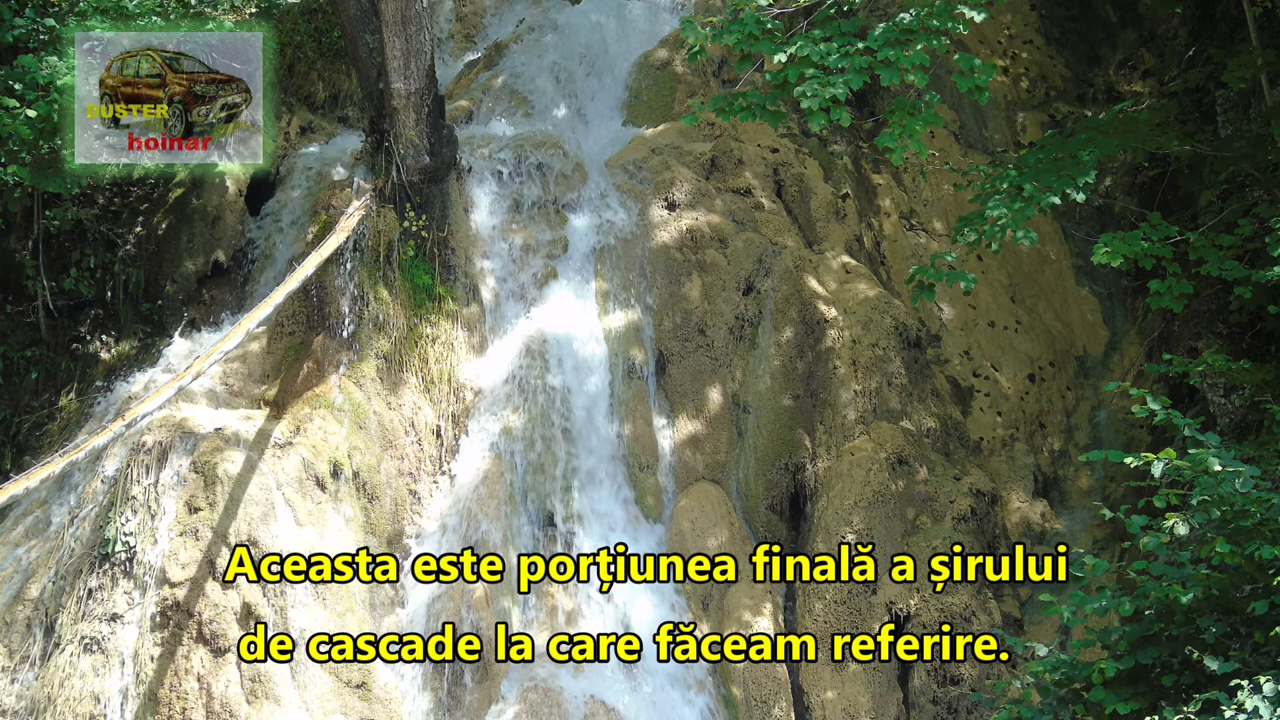 DUSTER
hoinar
Aceasta este porțiunea finală a șirului
de cascade la care făceam referire.